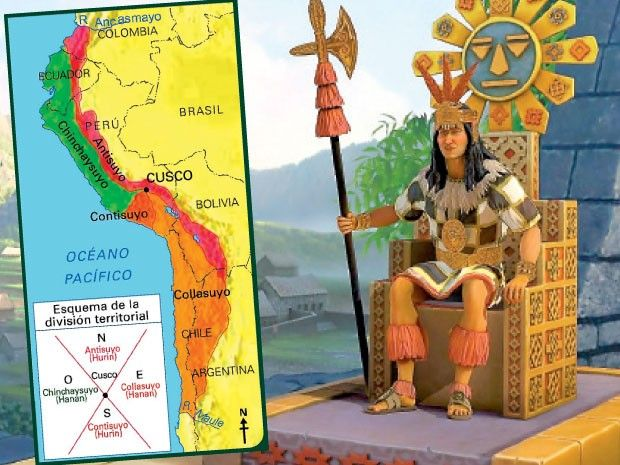 R. Ancasmayo
COLOMBIA
ECUADOR
PERÚ
BRASIL
Chinchaysuyo
Antisuyo
CUSCO
BOLIVIA
Contisuyo
OCÉANO
PACÍFICO
Collasuyo
CHILE
ARGENTINA
R. Maule
N
Esquema de la
división territorial
N
Antisuyo
(Hurin)
O
Cusco
E
Chinchaysuyo
(Hanan)
Collasuyo
(Hanan)
S
Contisuyo
(Hurin)